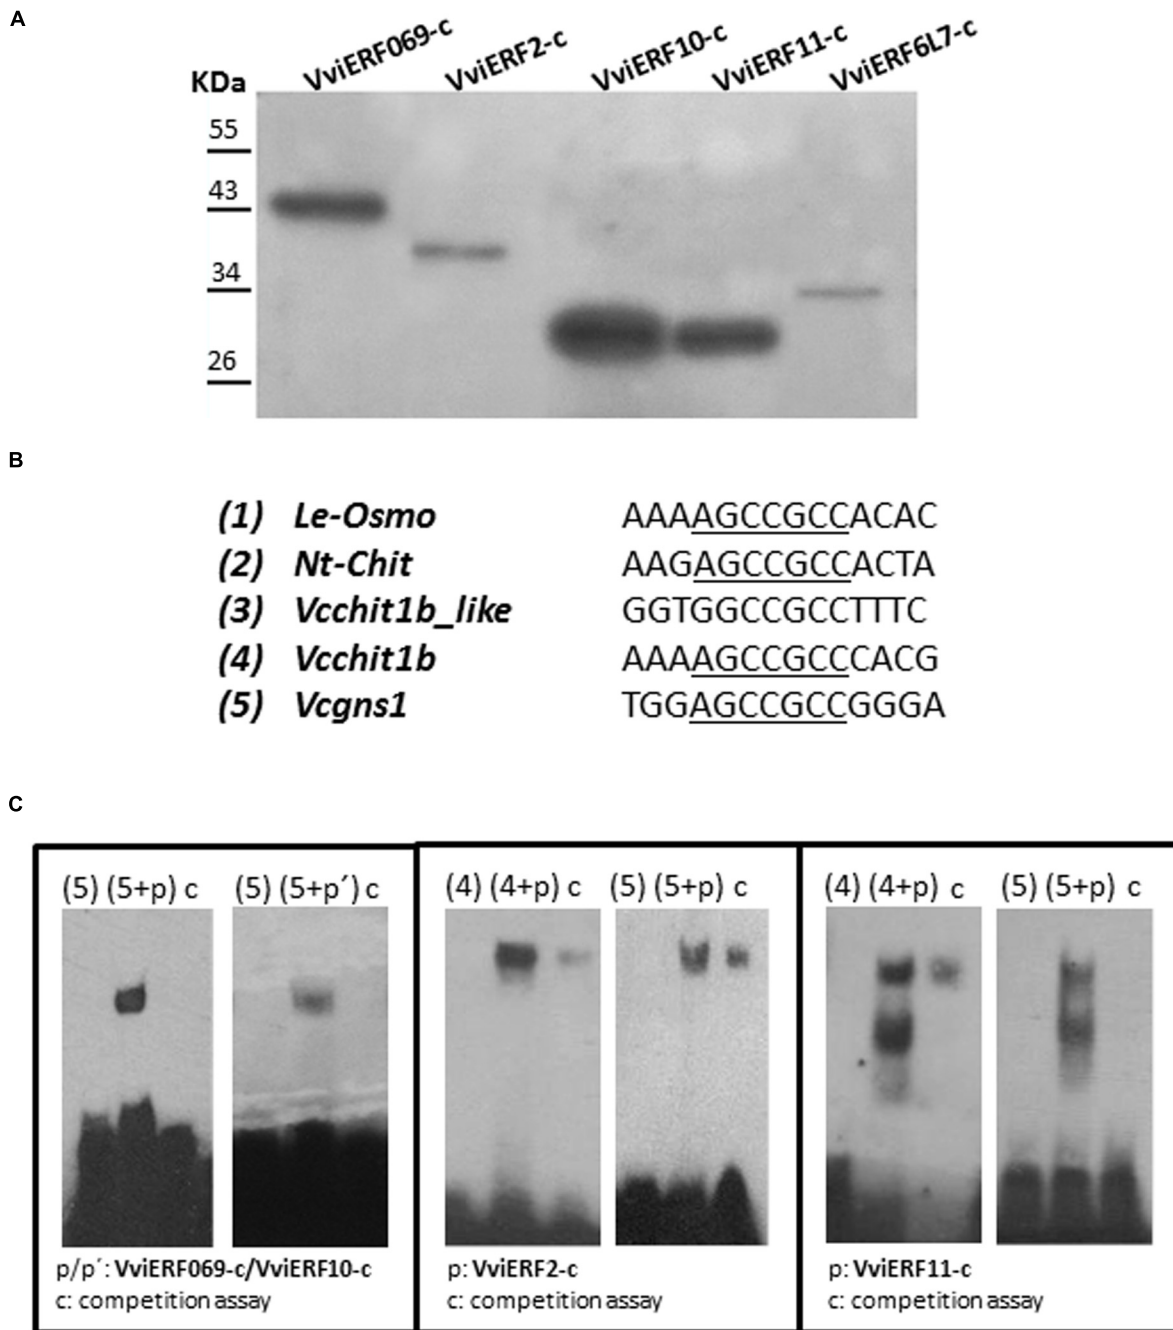 A
KDa VviERF069-c VviERF2-c VviERF10-c VviERF11-c VviERF6L7-c
55
43
34
26
B
(1) Le-Osmo AAAAGCCGCCACAC
(2) Nt-Chit AAGAGCCGCCACTA
(3) Vcchit1b_like GGTGGCCGCCTTTC
(4) Vcchit1b AAAAGCCGCCCACG
(5) Vcgns1 TGGAGCCGCCGGGA
C
(5) (5+p) c (5) (5+p´) c (4) (4+p) c (5) (5+p) c (4) (4+p) c (5) (5+p) c
p/p´: VviERF069-c/VviERF10-c p: VviERF2-c p: VviERF11-c
c: competition assay c: competition assay c: competition assay